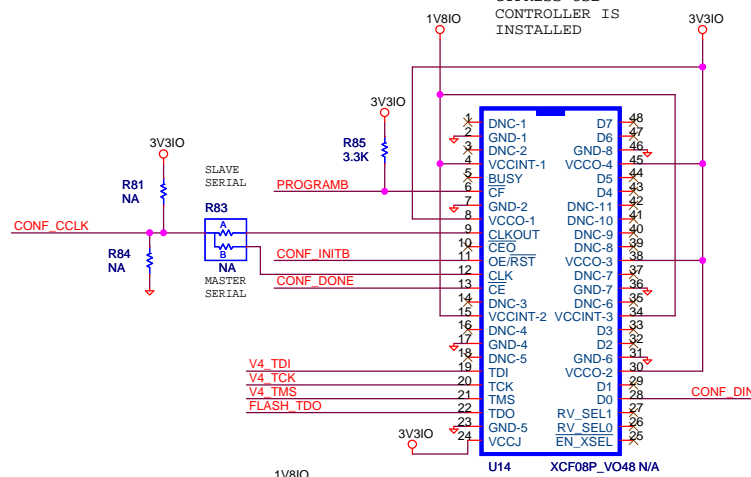 CONTROLLER IS
INSTALLED
1V8IO
3V3IO
3V3IO
3V3IO
R85
3.3K
SLAVE
SERIAL
R81
NA
R83
A
B
NA
MASTER
SERIAL
R84
NA
CONF_CCLK
PROGRAMB
CONF_INITB
CONF_DONE
V4_TDI
V4_TCK
V4_TMS
FLASH_TDO
3V3IO
1V8IO
1 DNC-1
2 GND-1
3 DNC-2
4 VCCINT-1
5 BUSY
6 CF
7 GND-2
8 VCCO-1
9 CLKOUT
10 CEO
11 OE/RST
12 CLK
13 CE
14 DNC-3
15 VCCINT-2
16 DNC-4
17 GND-4
18 DNC-5
19 TDI
20 TCK
21 TMS
22 TDO
23 GND-5
24 VCCJ
D7 48
D6 47
GND-8 46
VCCO-4 45
D5 44
D4 43
DNC-11 42
DNC-10 41
DNC-9 40
DNC-8 39
VCCO-3 38
DNC-7 37
GND-7 36
DNC-6 35
VCCINT-3 34
D3 33
D2 32
GND-6 31
VCCO-2 30
D1 29
D0 28
RV_SEL1 27
RV_SEL0 26
EN_XSEL 25
CONF_DIN
U14 XCF08P_VO48 N/A